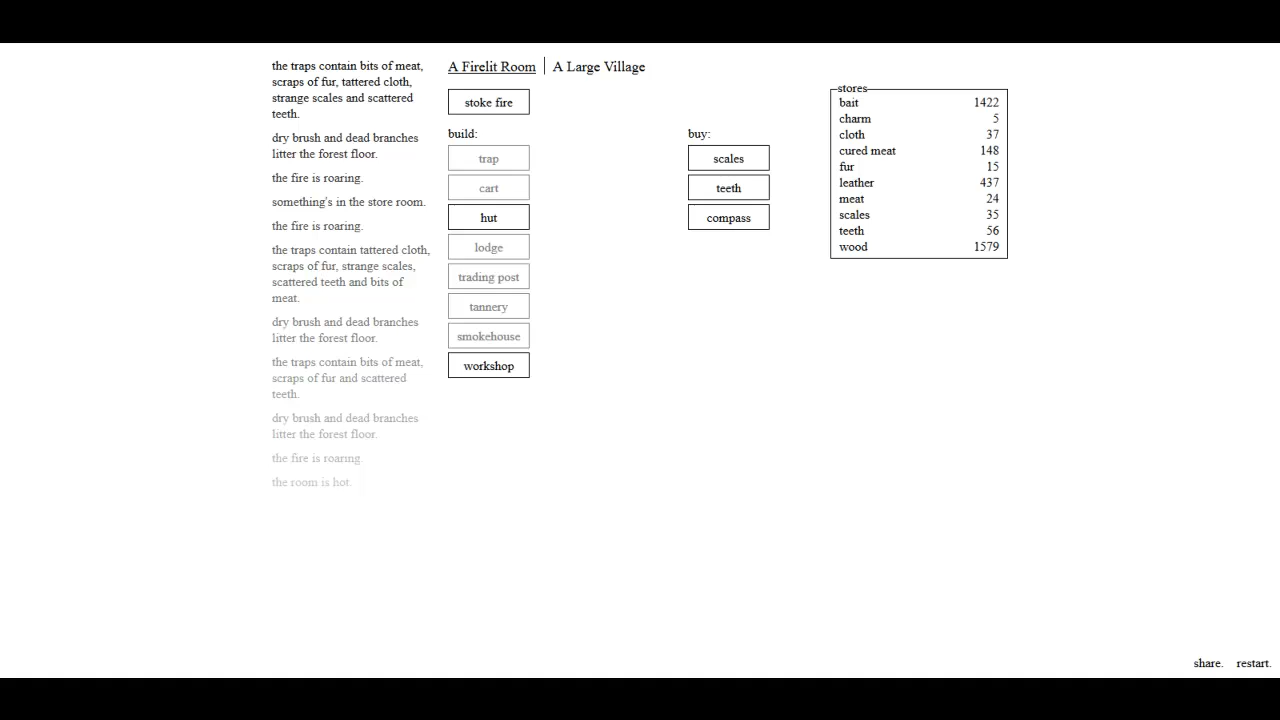 the traps contain bits of meat,
scraps of fur, tattered cloth,
strange scales and scattered
teeth.
dry brush and dead branches
litter the forest floor.
the fire is roaring.
something's in the store room.
the fire is roaring.
the traps contain tattered cloth,
scraps of fur, strange scales,
scattered teeth and bits of
meat.
dry brush and dead branches
litter the forest floor.
the traps contain bits of meat,
scraps of fur and scattered
teeth.
dry brush and dead branches
litter the forest floor.
the fire is roaring.
the room is hot.
A Firelit Room | A Large Village
stoke fire
build:
trap
cart
hut
lodge
trading post
tannery
smokehouse
workshop
buy:
scales
teeth
compass
stores
bait 1422
charm 5
cloth 37
cured meat 148
fur 15
leather 437
meat 24
scales 35
teeth 56
wood 1579
share. restart.